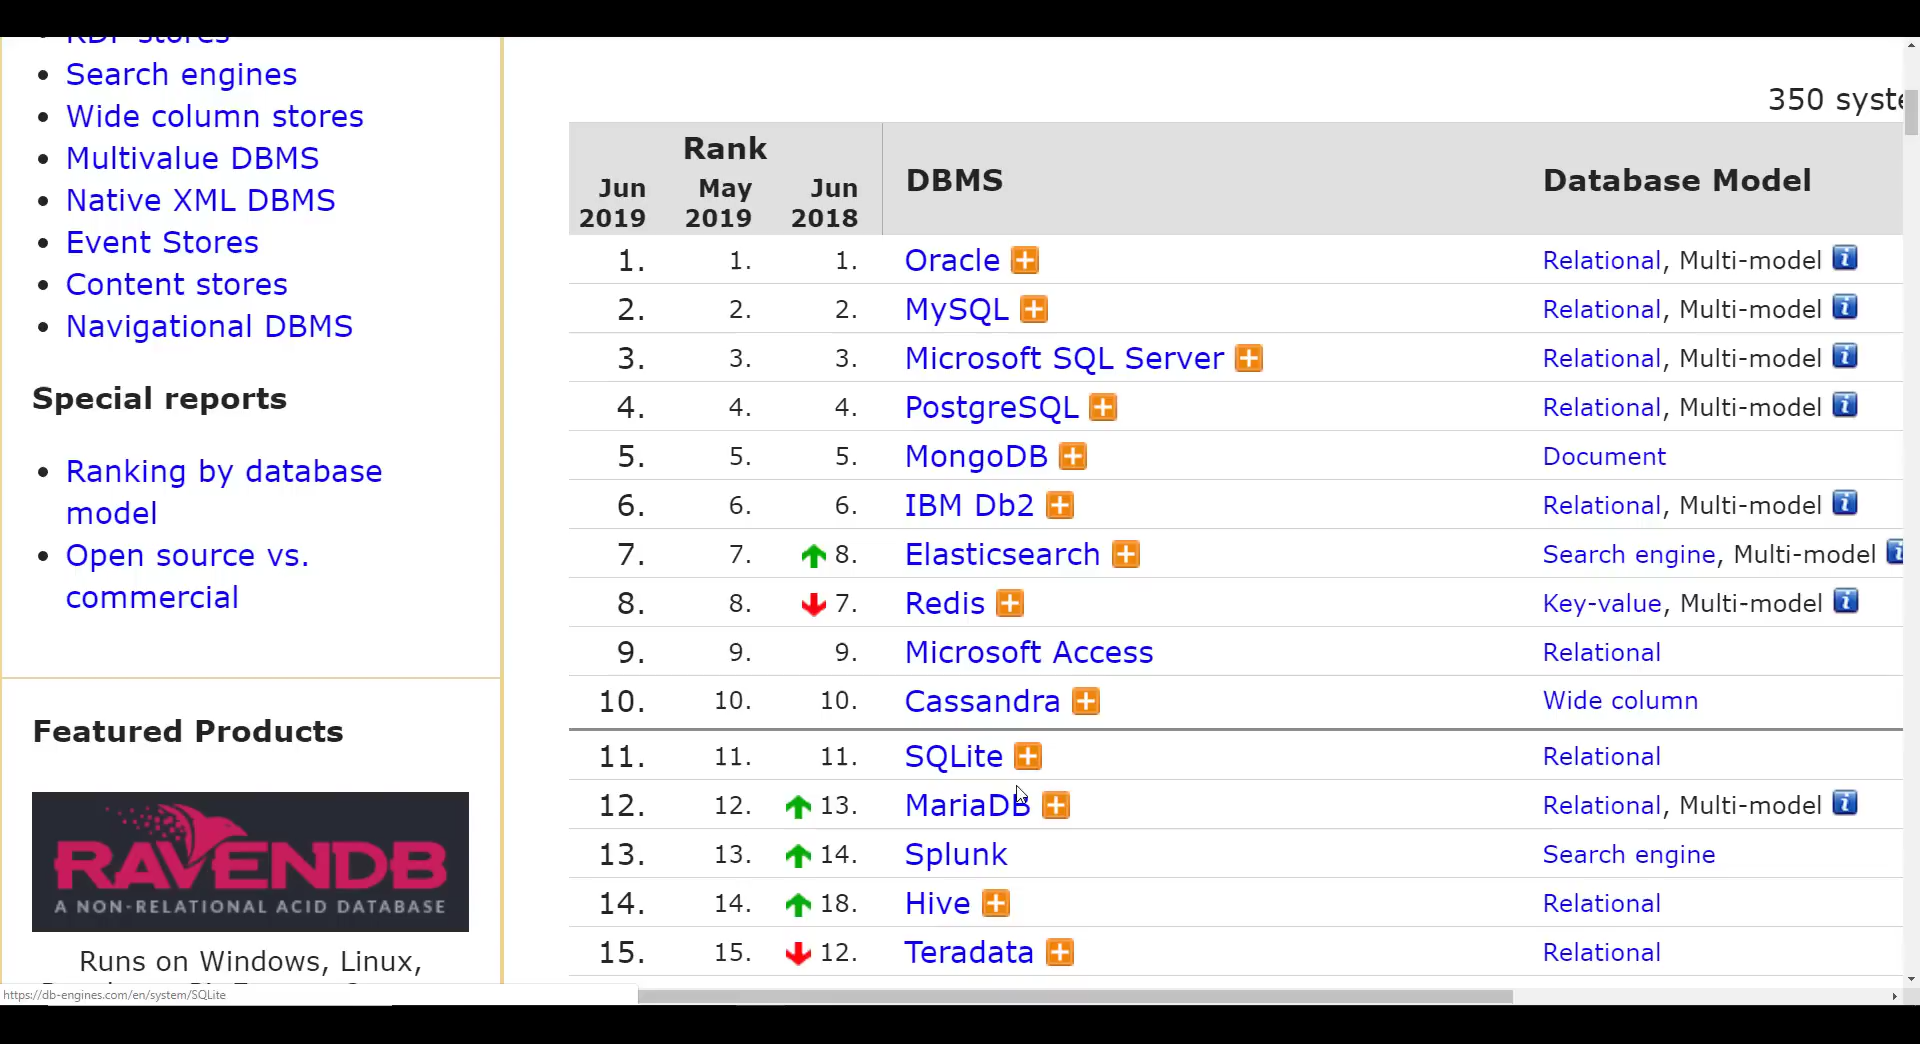 Search engines
Wide column stores
Multivalue DBMS
Native XML DBMS
Event Stores
Content stores
Navigational DBMS
Special reports
Ranking by database
model
Open source vs.
commercial
Featured Products
RAVENDB
A NON-RELATIONAL ACID DATABASE
Runs on Windows, Linux,
https://db-engines.com/en/system/SQLite
350 syste
Rank
Jun 2019 May 2019 Jun 2018 DBMS Database Model
1. 1. 1. Oracle Relational, Multi-model
2. 2. 2. MySQL Relational, Multi-model
3. 3. 3. Microsoft SQL Server Relational, Multi-model
4. 4. 4. PostgreSQL Relational, Multi-model
5. 5. 5. MongoDB Document
6. 6. 6. IBM Db2 Relational, Multi-model
7. 7. 8. Elasticsearch Search engine, Multi-model
8. 8. 7. Redis Key-value, Multi-model
9. 9. 9. Microsoft Access Relational
10. 10. 10. Cassandra Wide column
11. 11. 11. SQLite Relational
12. 12. 13. MariaDB Relational, Multi-model
13. 13. 14. Splunk Search engine
14. 14. 18. Hive Relational
15. 15. 12. Teradata Relational